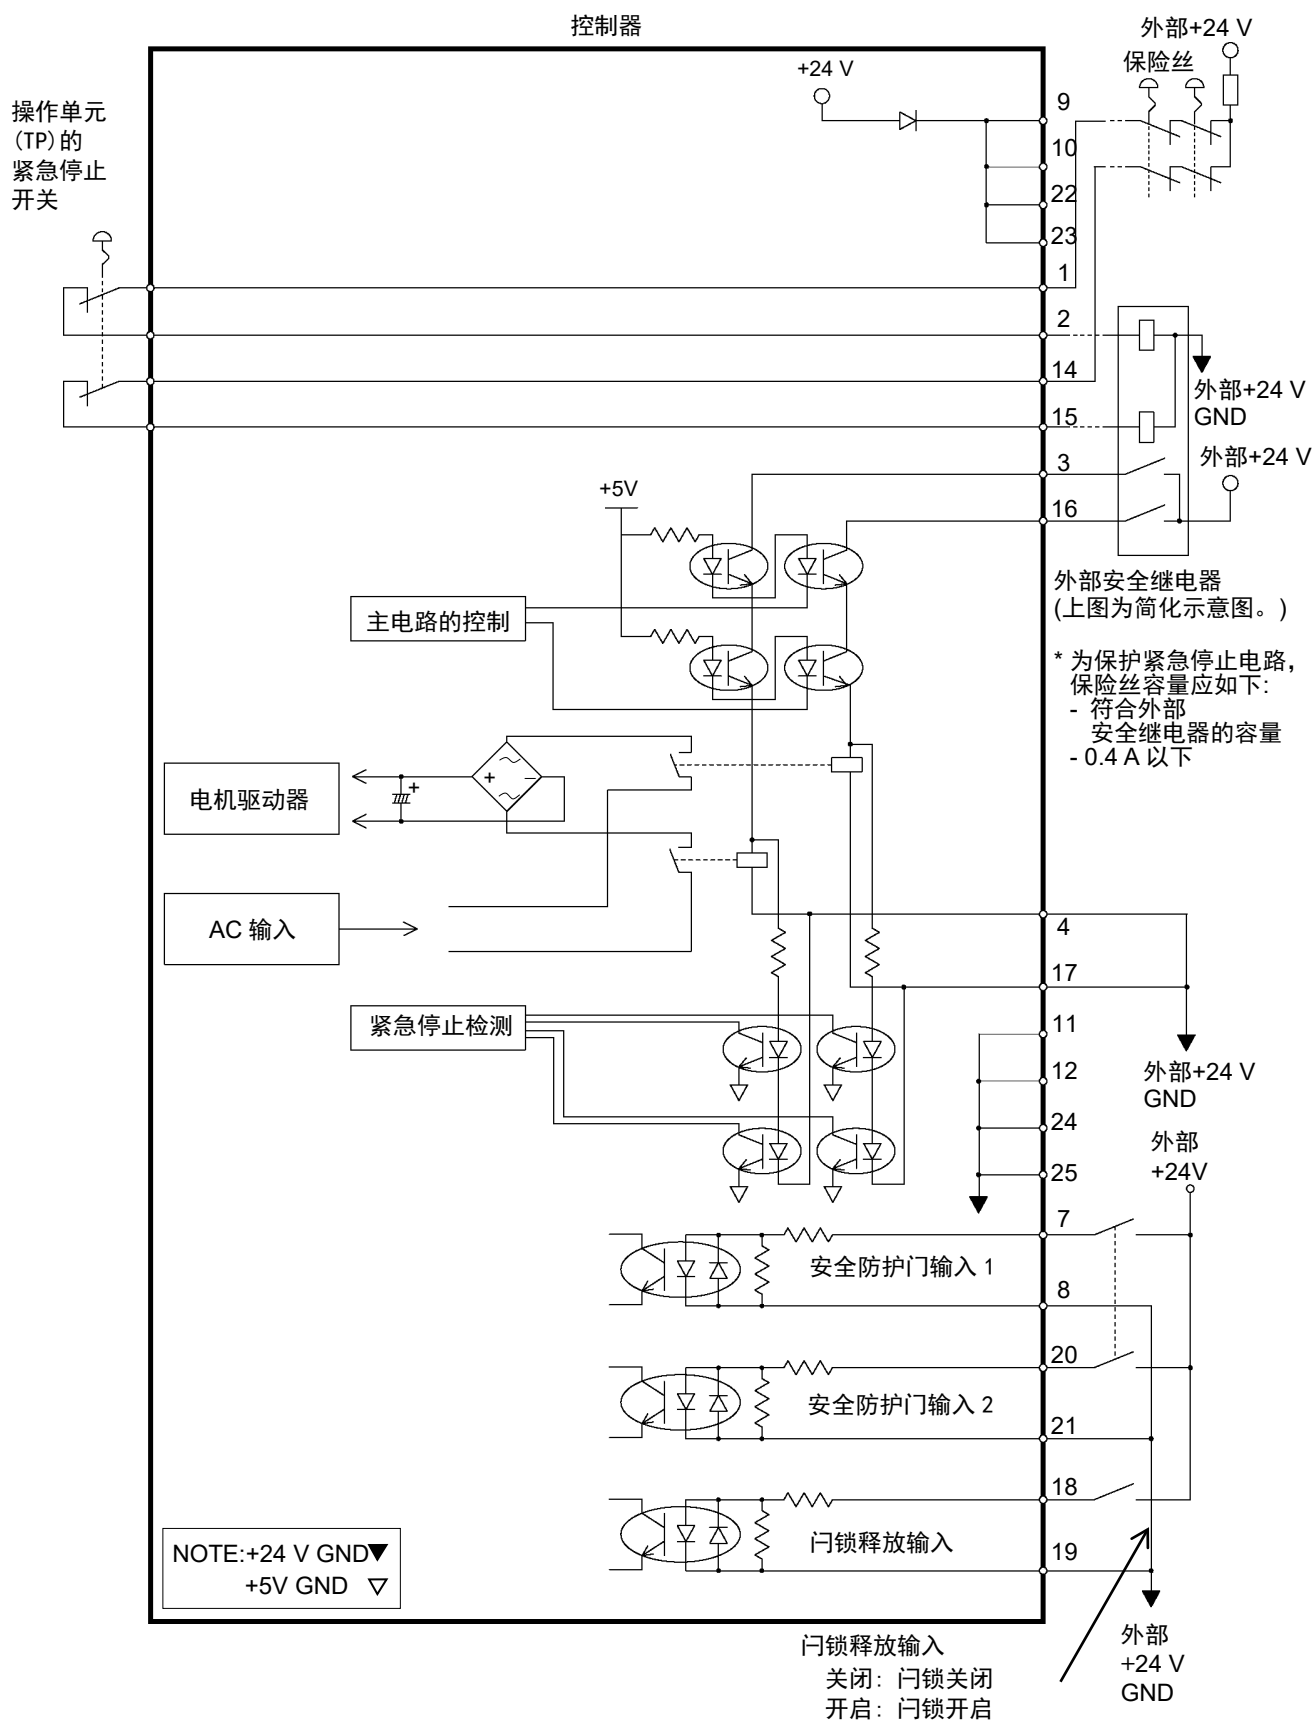 控制器
外部+24 V
保险丝
+24 V
操作单元
(TP)的
紧急停止
开关
9
10
22
23
1
2
14
15
3
16
外部+24 V
GND
外部+24 V
+5V
主电路的控制
外部安全继电器
(上图为简化示意图。)
* 为保护紧急停止电路，
保险丝容量应如下:
- 符合外部
安全继电器的容量
- 0.4 A 以下
+
-
+
电机驱动器
AC 输入
4
17
紧急停止检测
11
12
24
25
外部+24 V
GND
外部
+24V
7
安全防护门输入 1
8
20
安全防护门输入 2
21
18
闩锁释放输入
19
NOTE:+24 V GND▼
+5V GND ▽
闩锁释放输入
关闭: 闩锁关闭
开启: 闩锁开启
外部
+24 V
GND